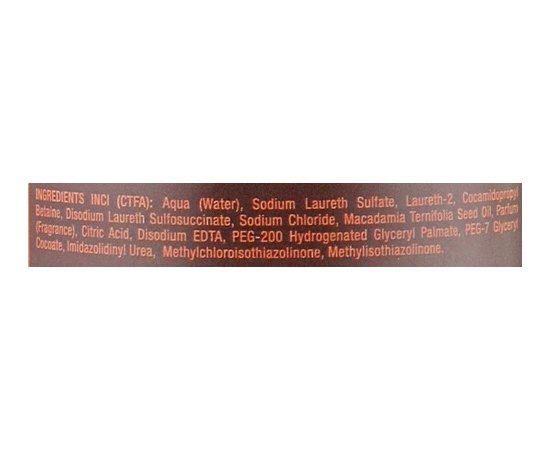 INGREDIENTS INCI (CTFA): Aqua (Water), Sodium Laureth Sulfate, Laureth-2, Cocamidopropyl
Betaine, Disodium Laureth Sulfosuccinate, Sodium Chloride, Macadamia Ternifolia Seed Oil, Parfum
(Fragrance), Citric Acid, Disodium EDTA, PEG-200 Hydrogenated Glyceryl Palmate, PEG-7 Glyceryl
Cocoate, Imidazolidinyl Urea, Methylchloroisothiazolinone, Methylisothiazolinone.